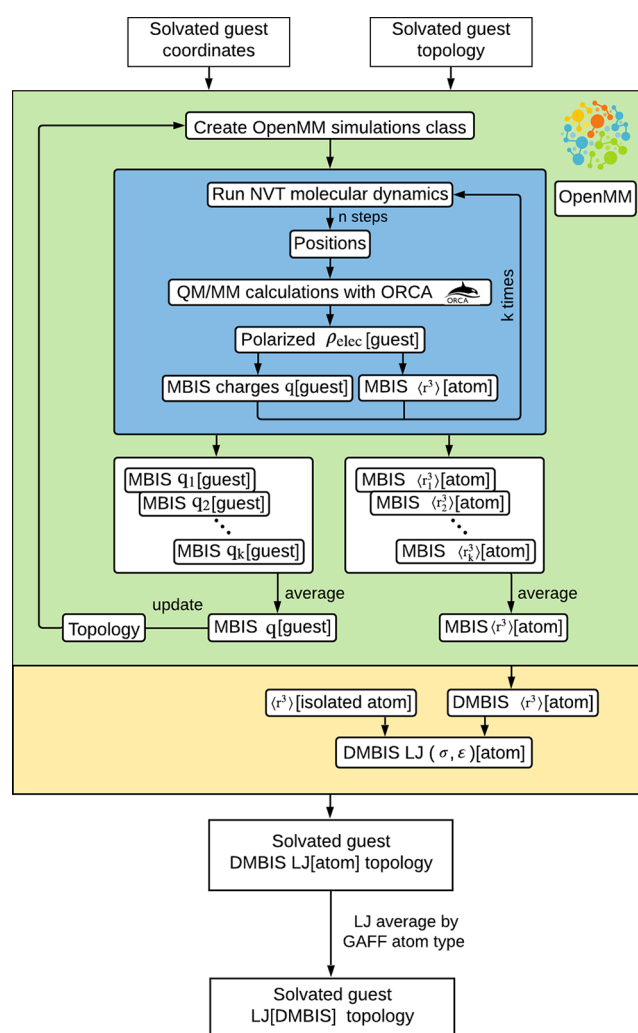 Solvated guest
coordinates
Solvated guest
topology
Create OpenMM simulations class
OpenMM
Run NVT molecular dynamics
n steps
Positions
k times
QM/MM calculations with ORCA
ORCA
Polarized ρelec [guest]
MBIS charges q[guest]
MBIS ⟨r³⟩ [atom]
MBIS q₁[guest]
MBIS q₂[guest]
MBIS qₖ[guest]
MBIS ⟨r₁³⟩[atom]
MBIS ⟨r₂³⟩[atom]
MBIS ⟨rₖ³⟩[atom]
average
average
update
Topology
MBIS q[guest]
MBIS⟨r³⟩[atom]
⟨r³⟩[isolated atom]
DMBIS ⟨r³⟩[atom]
DMBIS LJ (σ, ε)[atom]
Solvated guest
DMBIS LJ[atom] topology
LJ average by
GAFF atom type
Solvated guest
LJ[DMBIS] topology